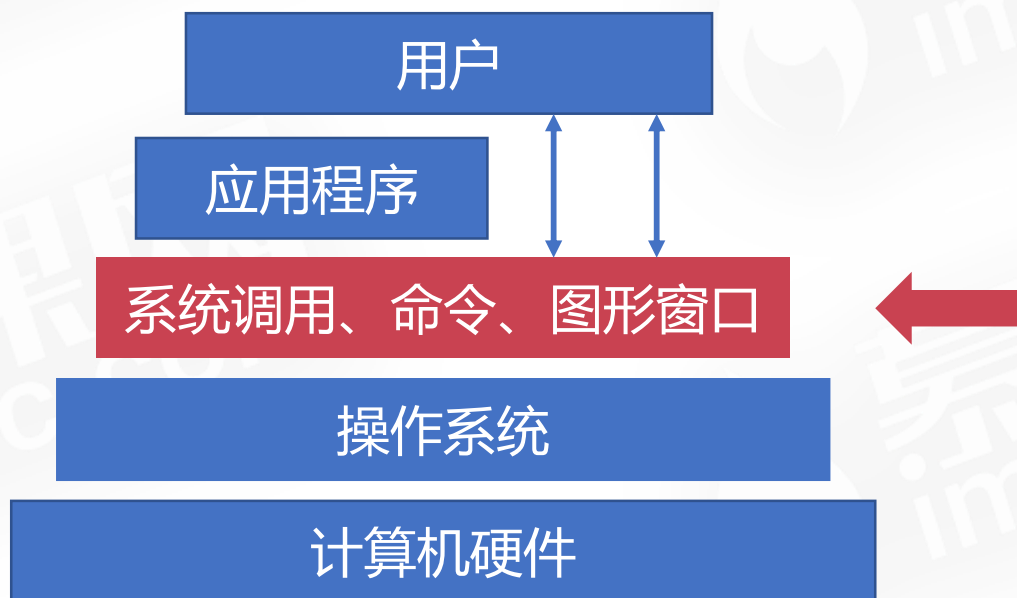 用户
应用程序
系统调用、命令、图形窗口
操作系统
计算机硬件